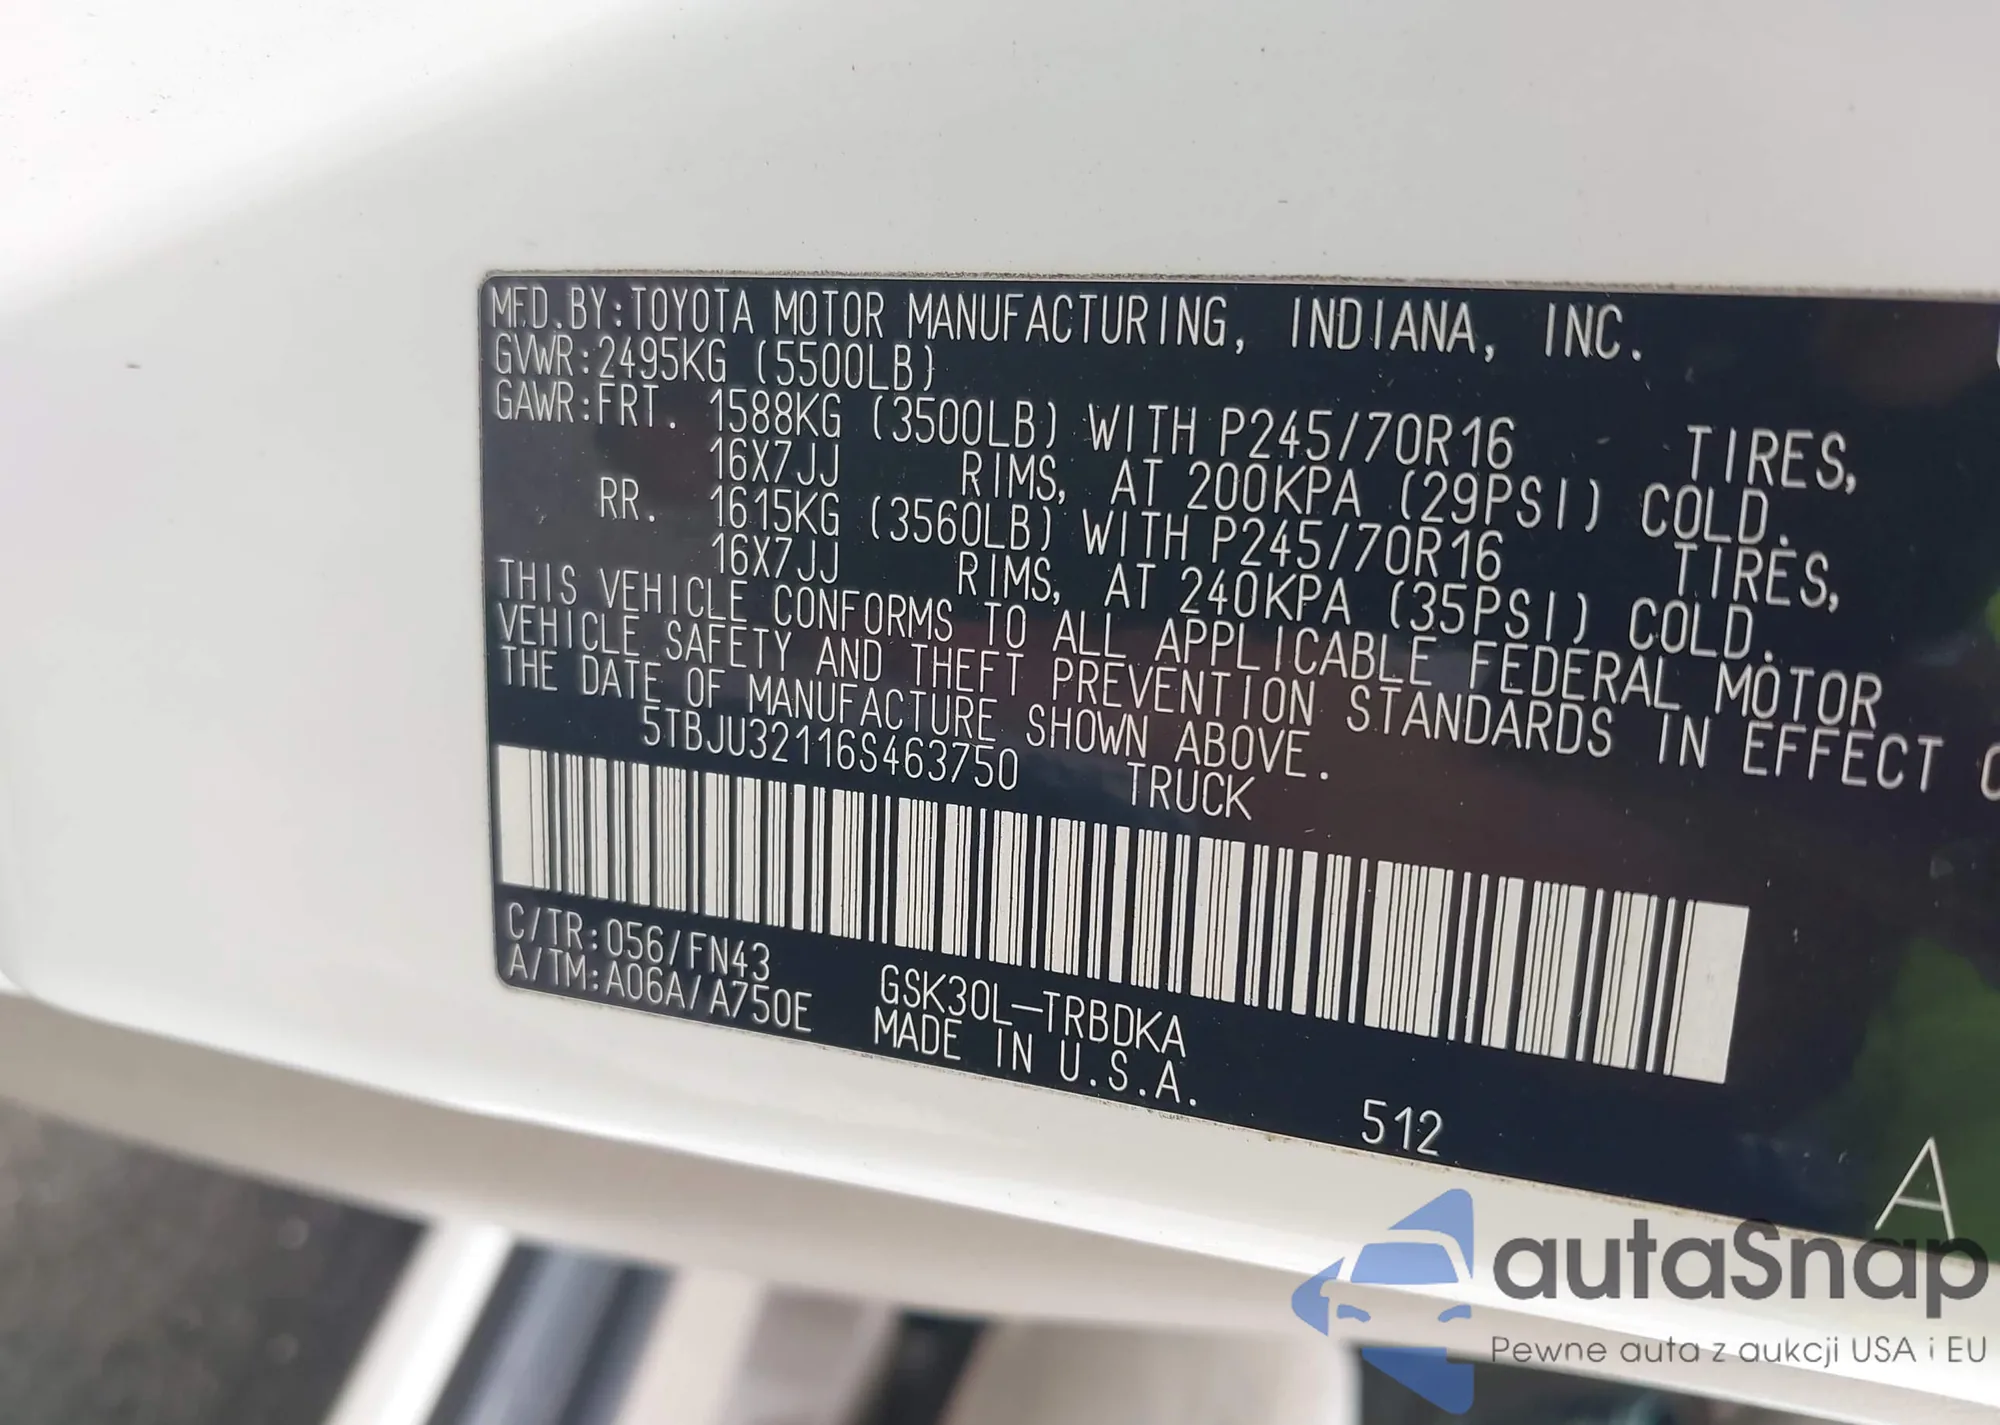 MFD.BY:TOYOTA MOTOR MANUFACTURING, INDIANA, INC.
GVWR:2495KG (5500LB)
GAWR:FRT. 1588KG (3500LB) WITH P245/70R16 TIRES,
16X7JJ RIMS, AT 200KPA (29PSI) COLD.
RR. 1615KG (3560LB) WITH P245/70R16 TIRES,
16X7JJ RIMS, AT 240KPA (35PSI) COLD.
THIS VEHICLE CONFORMS TO ALL APPLICABLE FEDERAL MOTOR
VEHICLE SAFETY AND THEFT PREVENTION STANDARDS IN EFFECT
THE DATE OF MANUFACTURE SHOWN ABOVE.
5TBJU32116S463750 TRUCK
C/TR:056/FN43
A/TM:A06A/A750E
GSK30L-TRBDKA
MADE IN U.S.A.
512
A
autaSnap
Pewne auta z aukcji USA i EU